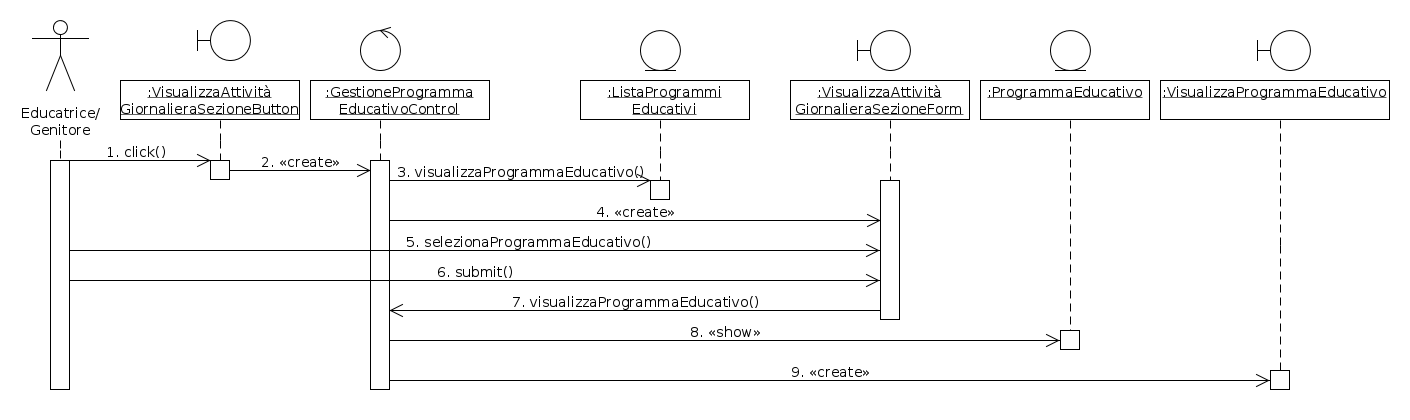 Educatrice/
Genitore
:VisualizzaAttività
GiornalieraSezioneButton
:GestioneProgramma
EducativoControl
:ListaProgrammi
Educativi
:VisualizzaAttività
GiornalieraSezioneForm
:ProgrammaEducativo
:VisualizzaProgrammaEducativo
1. click()
2. «create»
3. visualizzaProgrammaEducativo()
4. «create»
5. selezionaProgrammaEducativo()
6. submit()
7. visualizzaProgrammaEducativo()
8. «show»
9. «create»